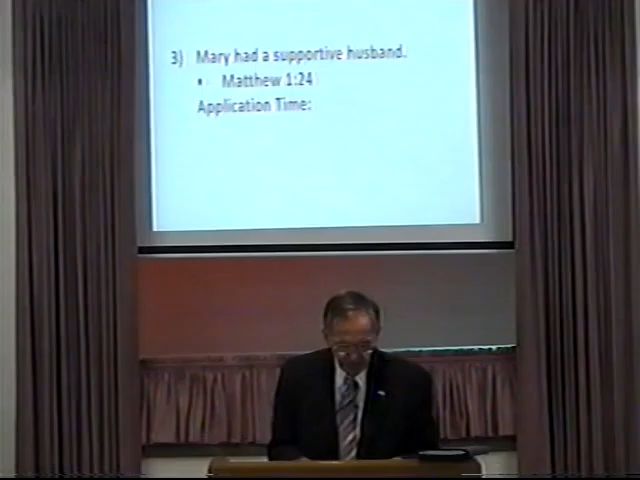 3) Mary had a supportive husband.
▪ Matthew 1:24
Application Time: